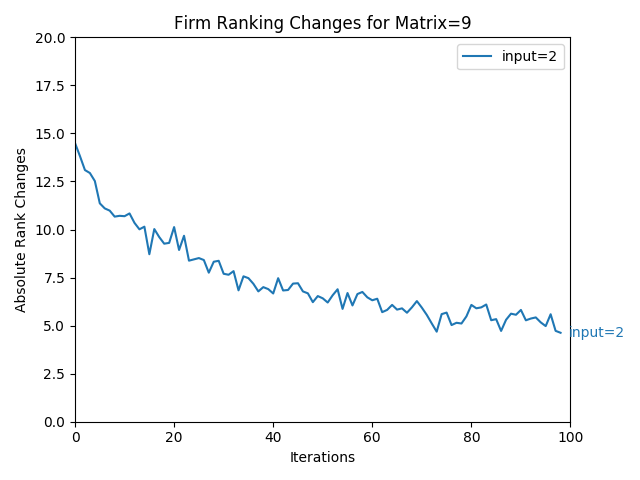 Firm Ranking Changes for Matrix=9
input=2
Absolute Rank Changes
20.0
17.5
15.0
12.5
10.0
7.5
5.0
2.5
0.0
input=2
0 20 40 60 80 100
Iterations